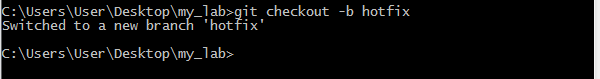 C:\Users\User\Desktop\my_lab>git checkout -b hotfix
Switched to a new branch 'hotfix'
C:\Users\User\Desktop\my_lab>